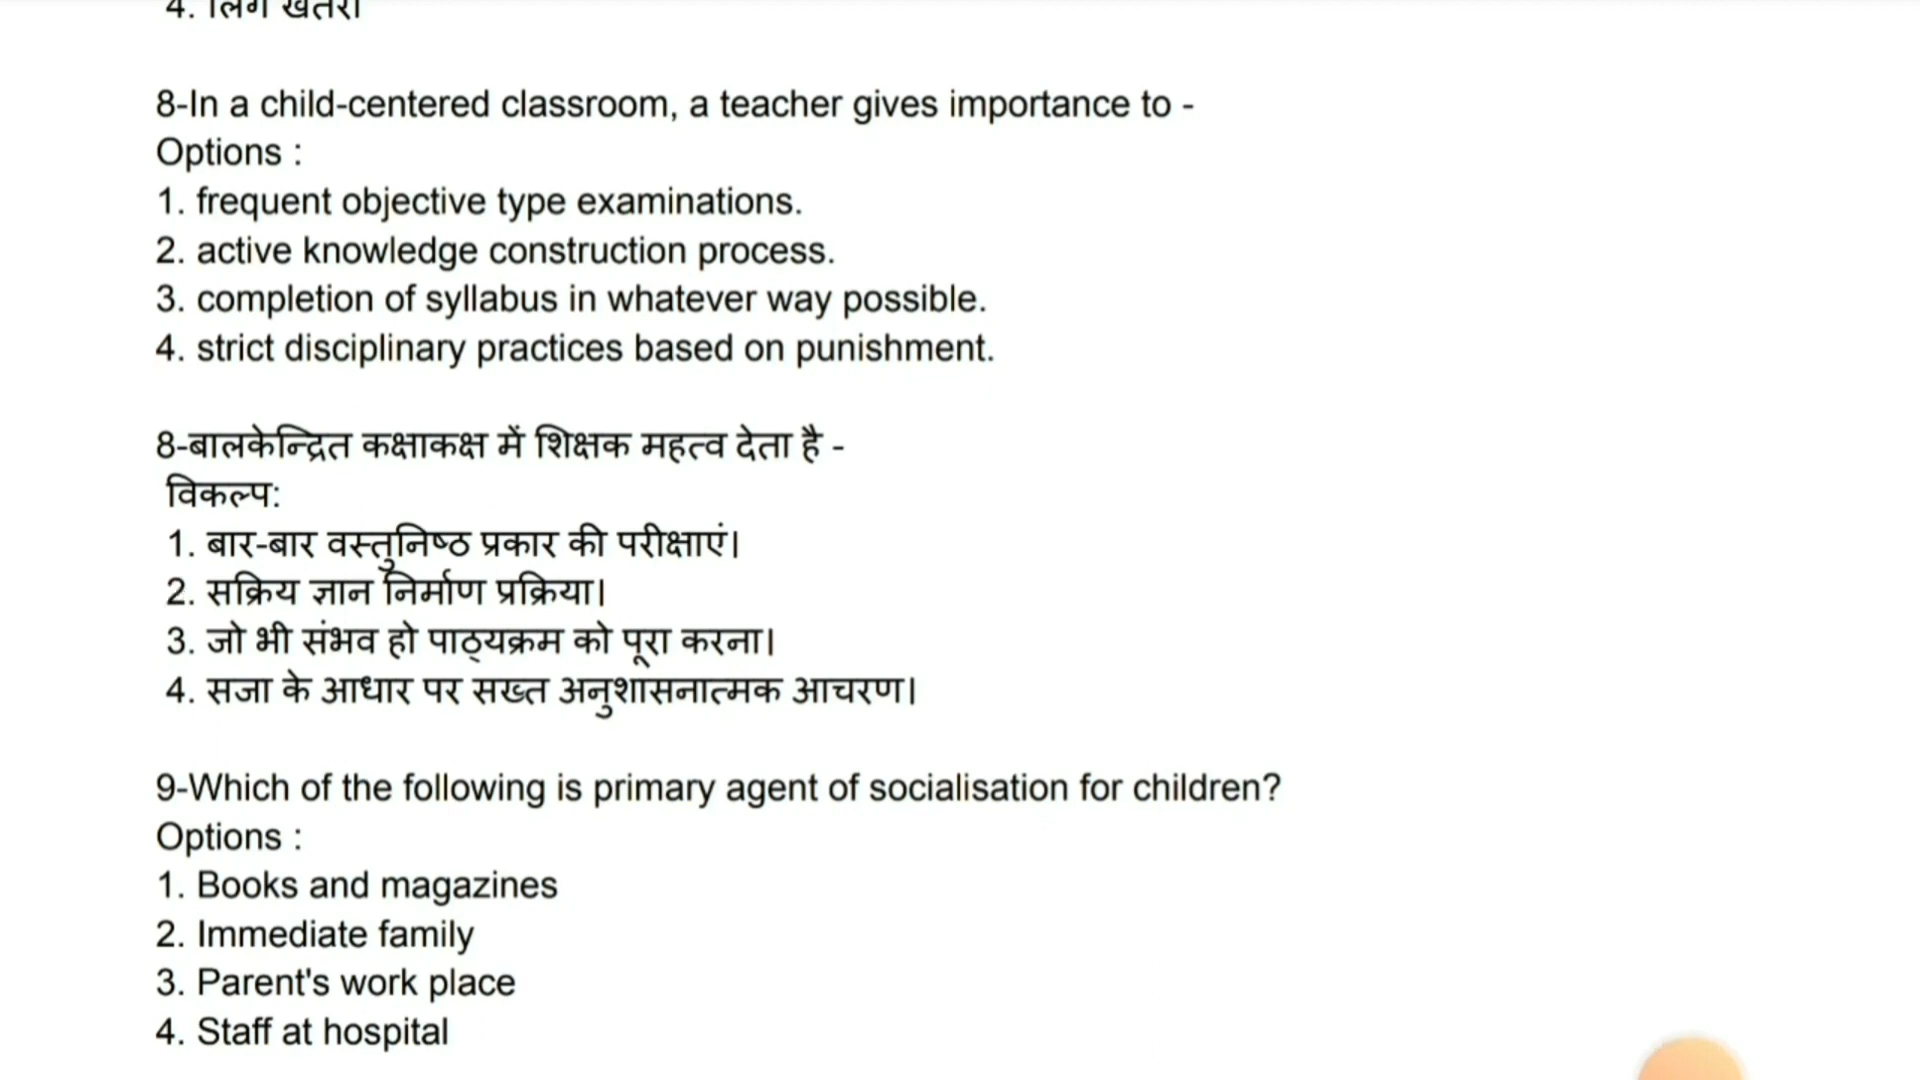 4. लिंग खतरा
8-In a child-centered classroom, a teacher gives importance to -
Options :
1. frequent objective type examinations.
2. active knowledge construction process.
3. completion of syllabus in whatever way possible.
4. strict disciplinary practices based on punishment.
8-बालकेन्द्रित कक्षाकक्ष में शिक्षक महत्व देता है -
विकल्प:
1. बार-बार वस्तुनिष्ठ प्रकार की परीक्षाएं।
2. सक्रिय ज्ञान निर्माण प्रक्रिया।
3. जो भी संभव हो पाठ्यक्रम को पूरा करना।
4. सजा के आधार पर सख्त अनुशासनात्मक आचरण।
9-Which of the following is primary agent of socialisation for children?
Options :
1. Books and magazines
2. Immediate family
3. Parent's work place
4. Staff at hospital